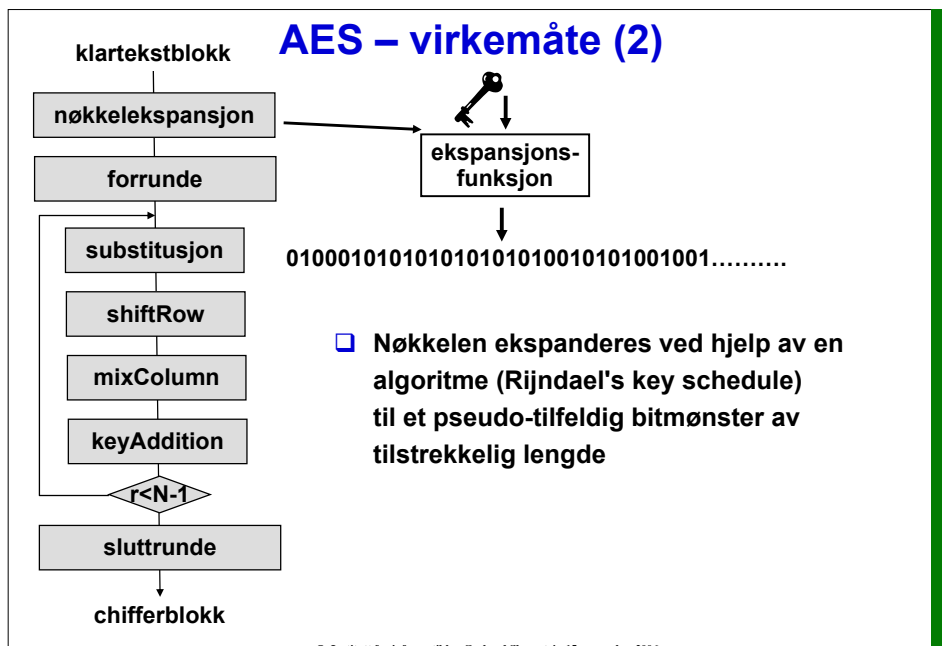 AES – virkemåte (2)
klartekstblokk
nøkkelekspansjon
forrunde
substitusjon
shiftRow
mixColumn
keyAddition
r<N-1
sluttrunde
chifferblokk
ekspansjons-
funksjon
❑ Nøkkelen ekspanderes ved hjelp av en
algoritme (Rijndael's key schedule)
til et pseudo-tilfeldig bitmønster av
tilstrekkelig lengde